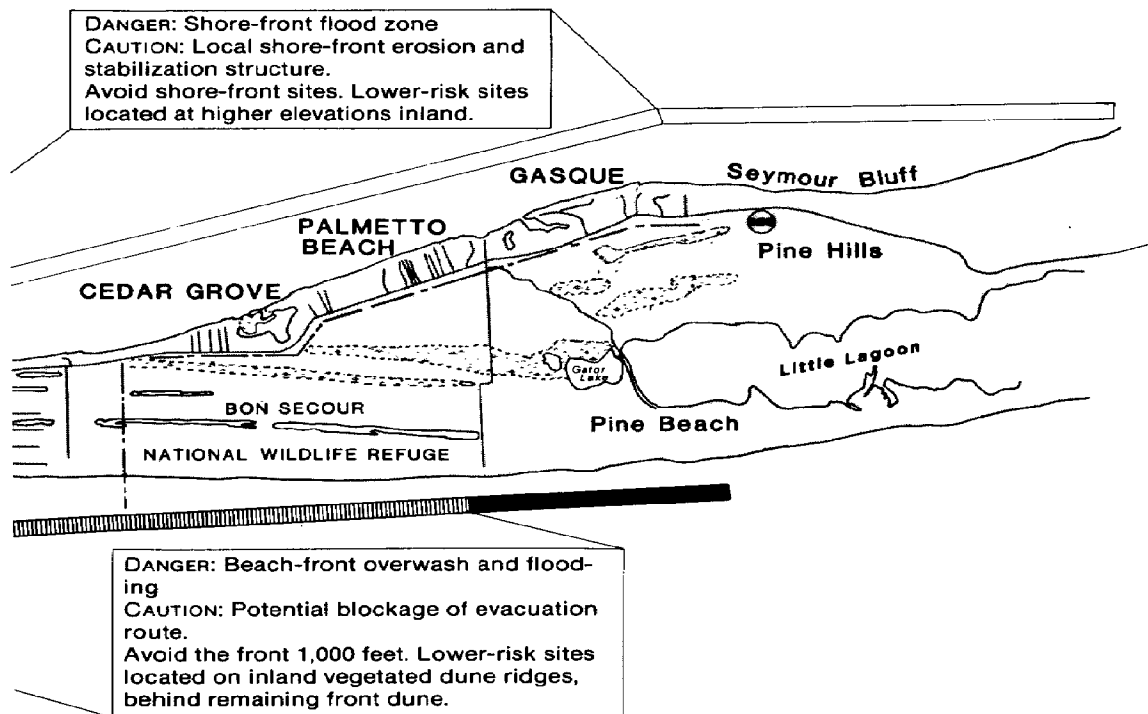 DANGER: Shore-front flood zone
CAUTION: Local shore-front erosion and
stabilization structure.
Avoid shore-front sites. Lower-risk sites
located at higher elevations inland.
GASQUE
Seymour Bluff
PALMETTO
BEACH
Pine Hills
CEDAR GROVE
Little Lagoon
Gator
Lake
BON SECOUR
Pine Beach
NATIONAL WILDLIFE REFUGE
DANGER: Beach-front overwash and flood-
ing
CAUTION: Potential blockage of evacuation
route.
Avoid the front 1,000 feet. Lower-risk sites
located on inland vegetated dune ridges,
behind remaining front dune.